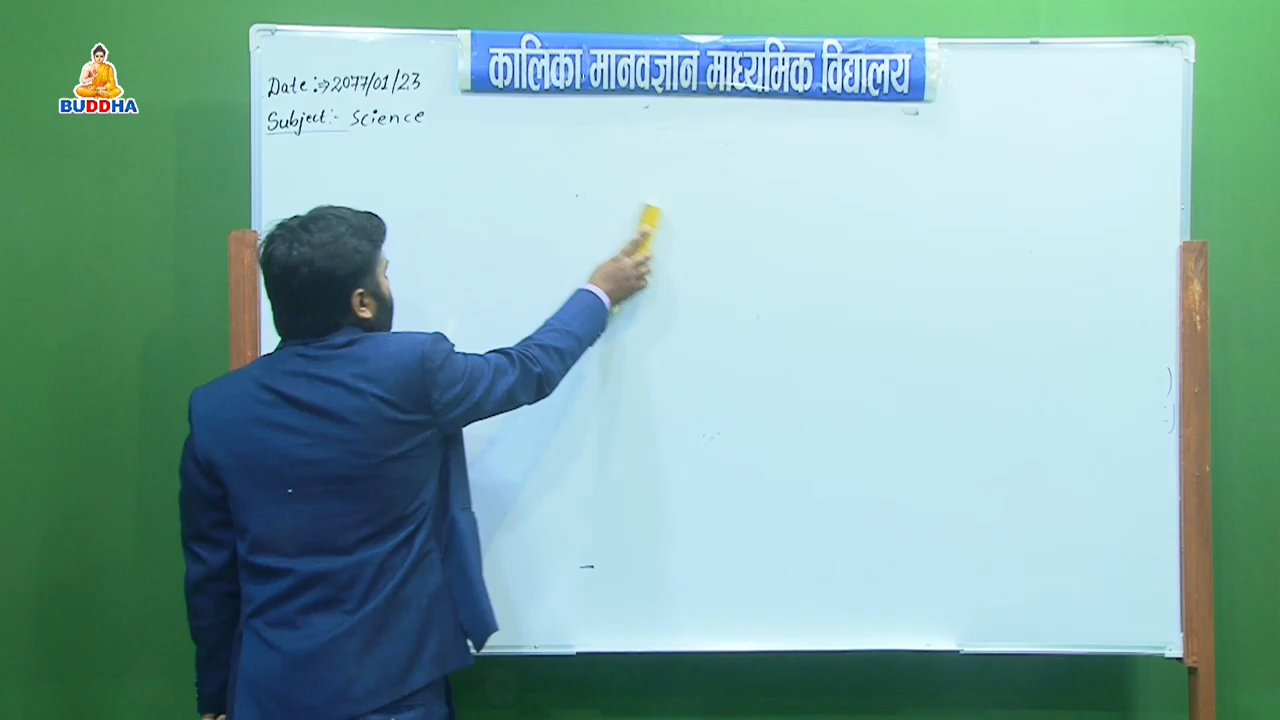 BUDDHA
कालिका मानवज्ञान माध्यमिक विद्यालय
Date :→ 2077/01/23
Subject :- Science